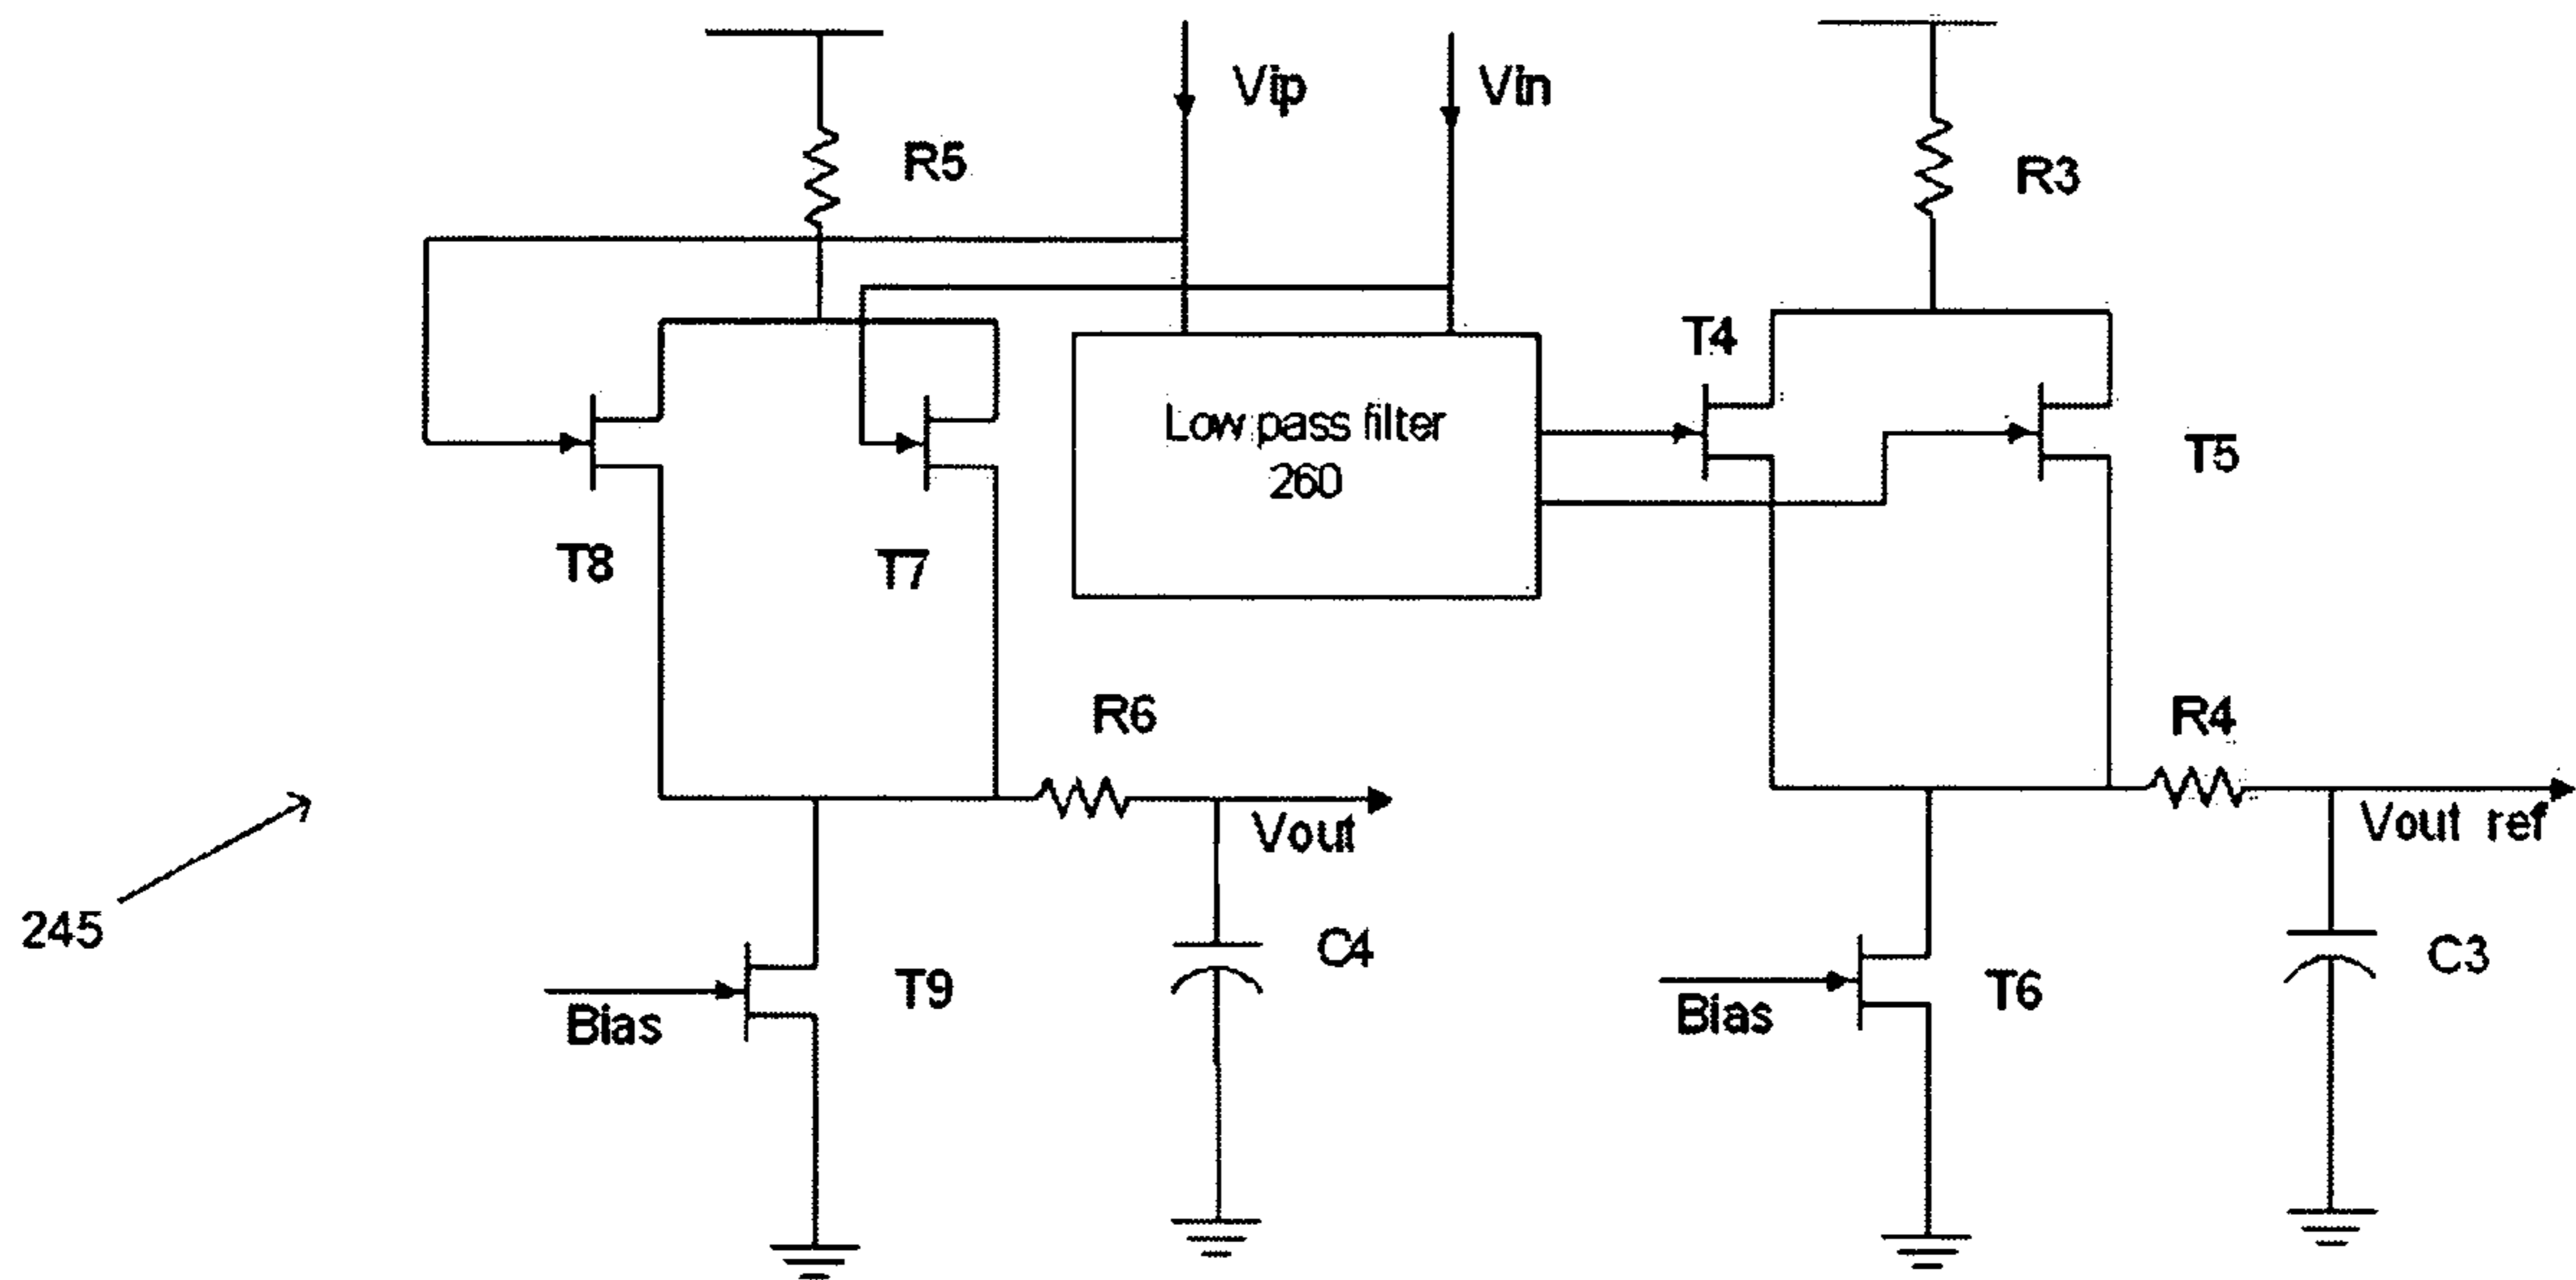 Vip
Vin
R5
R3
T4
Low pass filter
260
T5
T8
T7
R6
R4
Vout
Vout ref
245
C4
C3
T9
T6
Bias
Bias